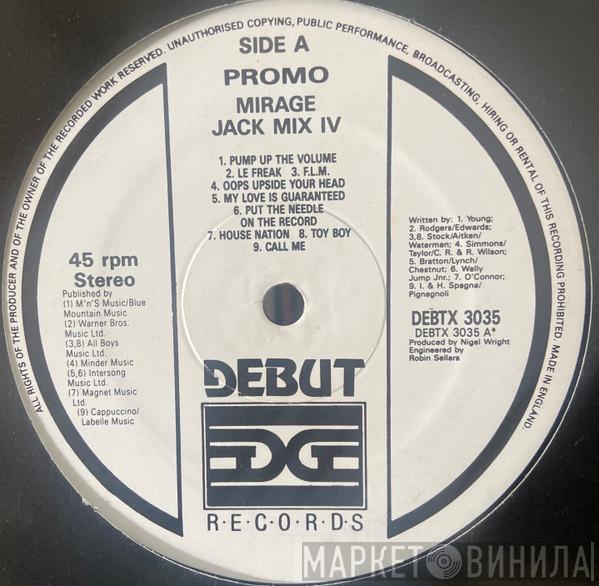 ALL RIGHTS OF THE PRODUCER AND OF THE OWNER OF THE RECORDED WORK RESERVED. UNAUTHORISED COPYING, PUBLIC PERFORMANCE, BROADCASTING, HIRING OR RENTAL OF THIS RECORDING PROHIBITED. MADE IN ENGLAND.
SIDE A
PROMO
MIRAGE
JACK MIX IV
1. PUMP UP THE VOLUME
2. LE FREAK 3. F.L.M.
4. OOPS UPSIDE YOUR HEAD
5. MY LOVE IS GUARANTEED
6. PUT THE NEEDLE
ON THE RECORD
7. HOUSE NATION 8. TOY BOY
9. CALL ME
45 rpm
Stereo
Published by
(1) M'n'S Music/Blue
Mountain Music
(2) Warner Bros.
Music Ltd.
(3,8) All Boys
Music Ltd.
(4) Minder Music
(5,6) Intersong
Music Ltd.
(7) Magnet Music
Ltd.
(9) Cappuccino/
Labelle Music
Written by: 1. Young;
2. Rodgers/Edwards;
3,8. Stock/Aitken/
Waterman; 4. Simmons/
Taylor/C. R. & R. Wilson;
5. Bratton/Lynch/
Chestnut; 6. Wally
Jump Jnr.; 7. O'Connor;
9. I. & H. Spagna/
Pignagnoli
DEBTX 3035
DEBTX 3035 A*
Produced by Nigel Wright
Engineered by
Robin Sellars
DEBUT
EDGE
R·E·C·O·R·D·S
МАРКЕТ ВИНИЛА